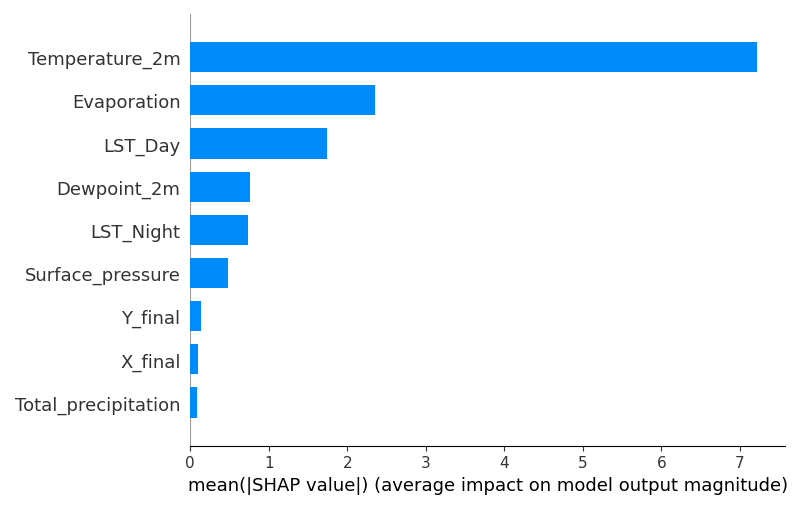 Temperature_2m
Evaporation
LST_Day
Dewpoint_2m
LST_Night
Surface_pressure
Y_final
X_final
Total_precipitation
0 1 2 3 4 5 6 7
mean(|SHAP value|) (average impact on model output magnitude)